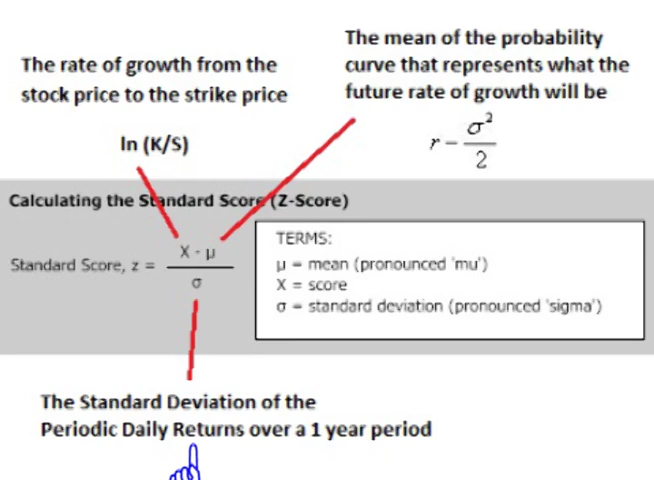 The rate of growth from the
stock price to the strike price
ln (K/S)
The mean of the probability
curve that represents what the
future rate of growth will be
r − σ²/2
Calculating the Standard Score (Z-Score)
Standard Score, z = (X - μ) / σ
TERMS:
μ = mean (pronounced 'mu')
X = score
σ = standard deviation (pronounced 'sigma')
The Standard Deviation of the
Periodic Daily Returns over a 1 year period